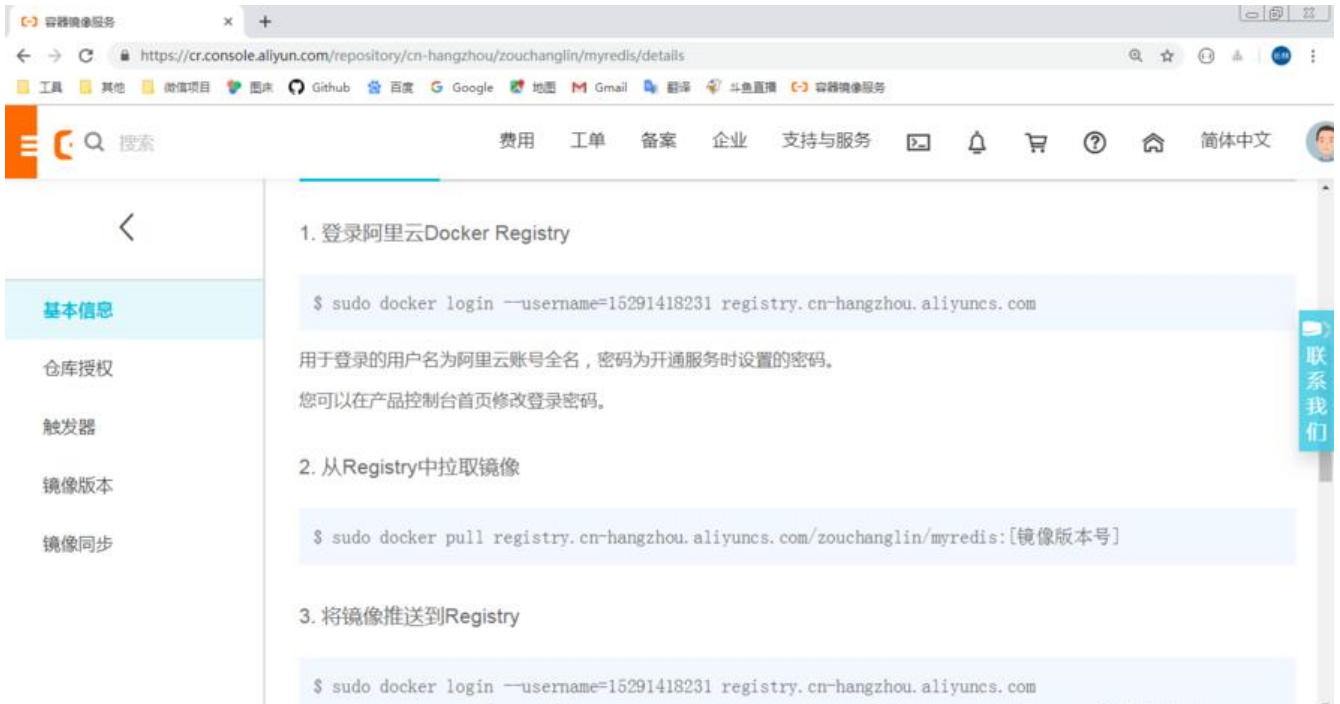 容器镜像服务
https://cr.console.aliyun.com/repository/cn-hangzhou/zouchanglin/myredis/details
工具 其他 微信项目 图床 Github 百度 Google 地图 Gmail 翻译 斗鱼直播 容器镜像服务
搜索 费用 工单 备案 企业 支持与服务 简体中文
1. 登录阿里云Docker Registry
$ sudo docker login --username=15291418231 registry.cn-hangzhou.aliyuncs.com
基本信息
用于登录的用户名为阿里云账号全名，密码为开通服务时设置的密码。
仓库授权
您可以在产品控制台首页修改登录密码。
触发器
联系我们
2. 从Registry中拉取镜像
镜像版本
$ sudo docker pull registry.cn-hangzhou.aliyuncs.com/zouchanglin/myredis:[镜像版本号]
镜像同步
3. 将镜像推送到Registry
$ sudo docker login --username=15291418231 registry.cn-hangzhou.aliyuncs.com